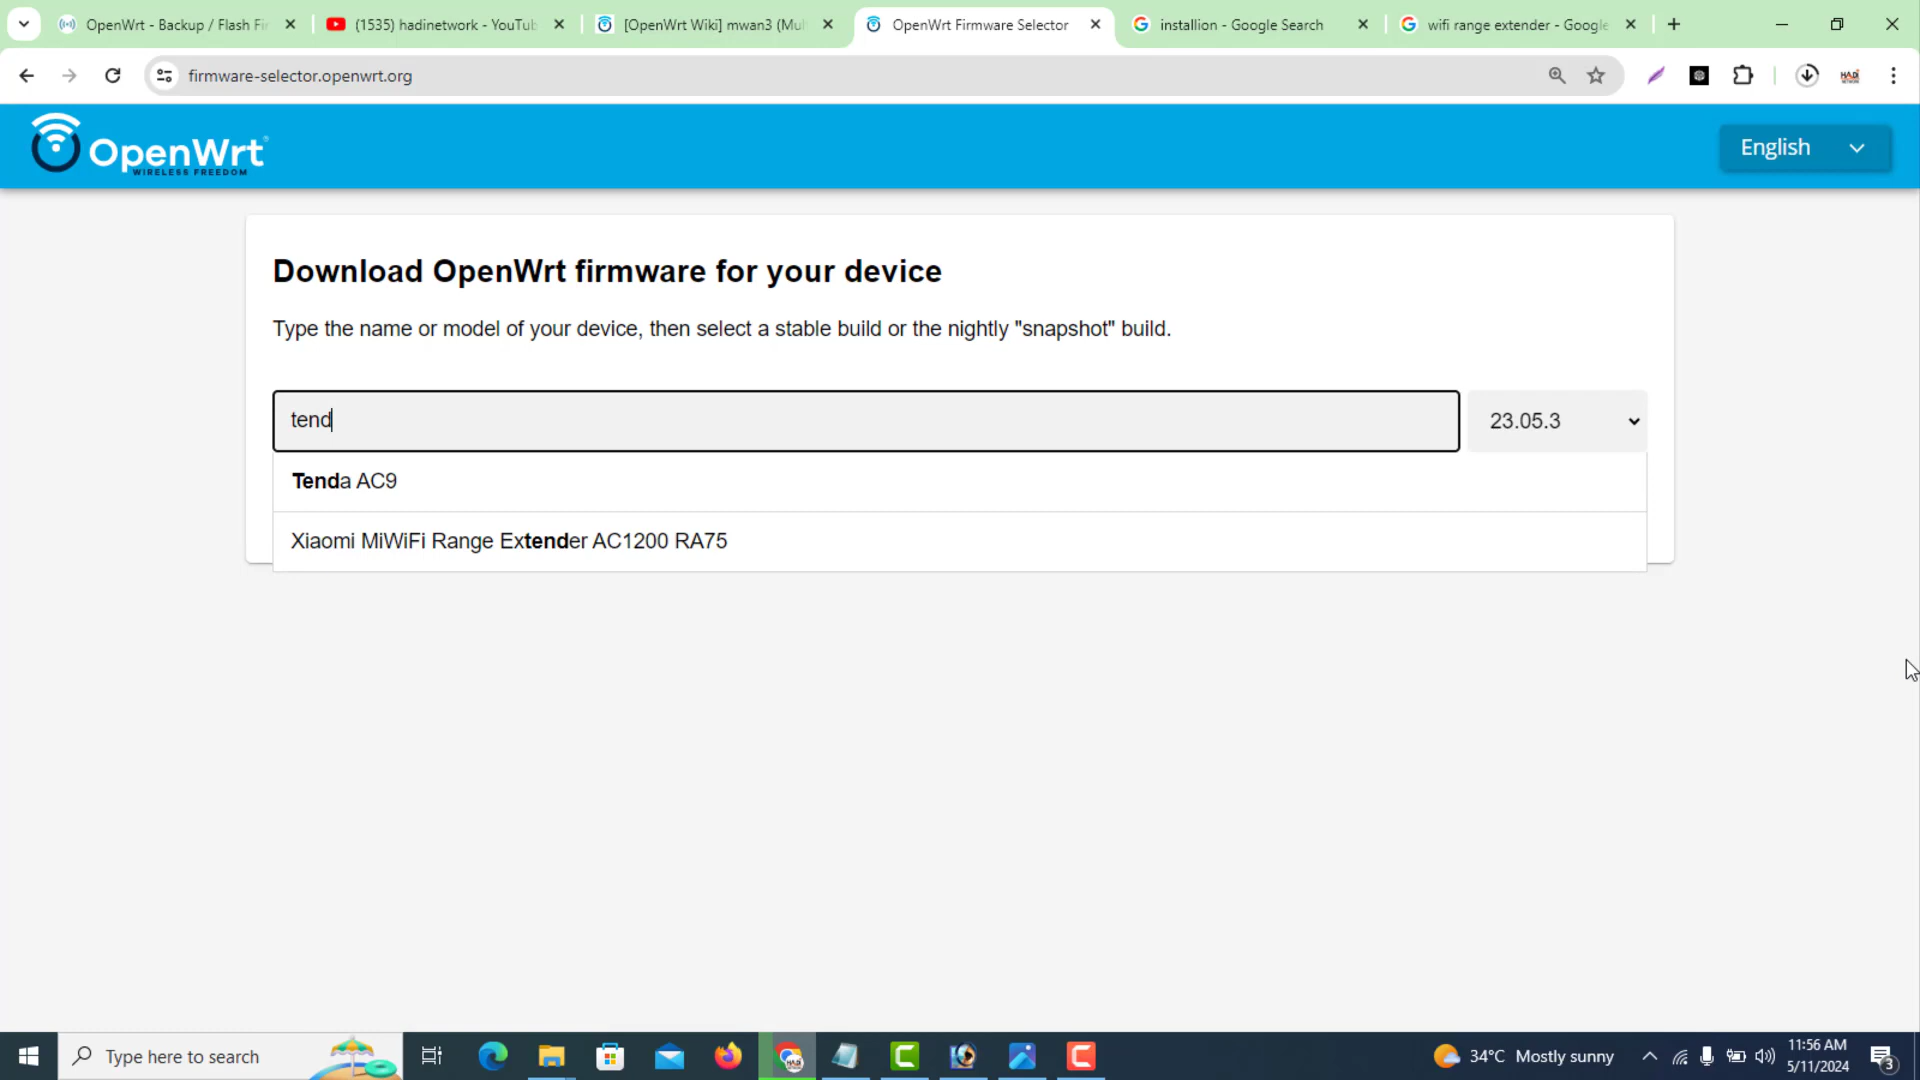 OpenWrt - Backup / Flash Fir
(1535) hadinetwork - YouTub
[OpenWrt Wiki] mwan3 (Mul
OpenWrt Firmware Selector
installion - Google Search
wifi range extender - Google
firmware-selector.openwrt.org
HADI
OpenWrt
WIRELESS FREEDOM
English
Download OpenWrt firmware for your device
Type the name or model of your device, then select a stable build or the nightly "snapshot" build.
tend
23.05.3
Tenda AC9
Xiaomi MiWiFi Range Extender AC1200 RA75
Type here to search
34°C Mostly sunny
11:56 AM
5/11/2024
3